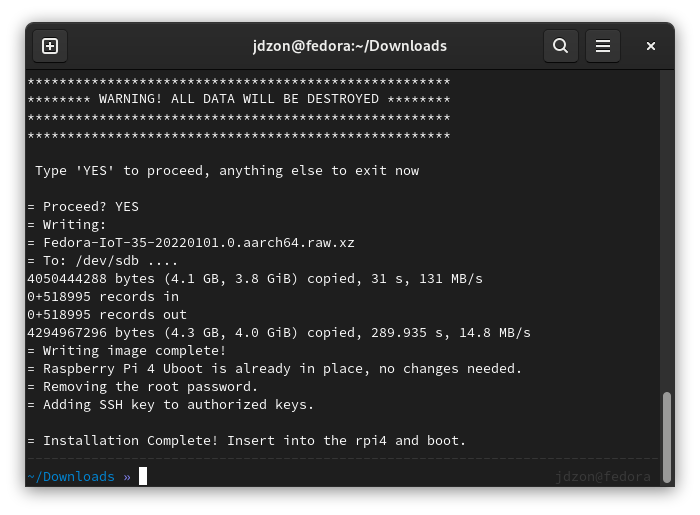 jdzon@fedora:~/Downloads
****************************************************
******** WARNING! ALL DATA WILL BE DESTROYED ********
****************************************************
****************************************************
Type 'YES' to proceed, anything else to exit now
= Proceed? YES
= Writing:
= Fedora-IoT-35-20220101.0.aarch64.raw.xz
= To: /dev/sdb ....
4050444288 bytes (4.1 GB, 3.8 GiB) copied, 31 s, 131 MB/s
0+518995 records in
0+518995 records out
4294967296 bytes (4.3 GB, 4.0 GiB) copied, 289.935 s, 14.8 MB/s
= Writing image complete!
= Raspberry Pi 4 Uboot is already in place, no changes needed.
= Removing the root password.
= Adding SSH key to authorized keys.
= Installation Complete! Insert into the rpi4 and boot.
~/Downloads » jdzon@fedora